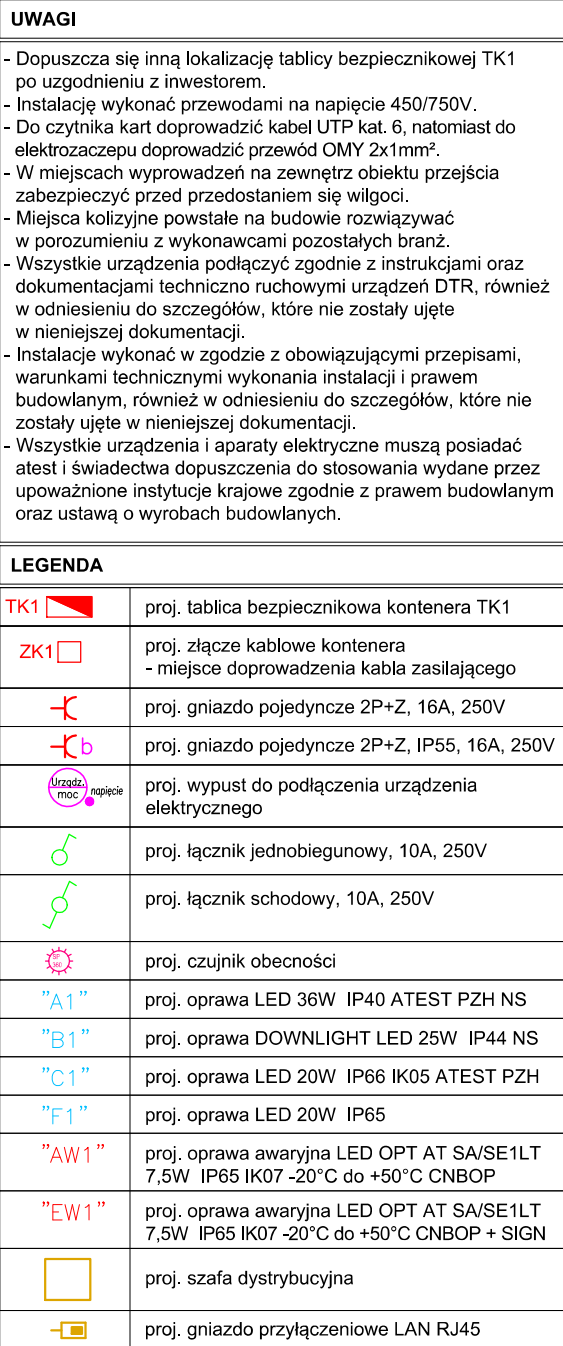 UWAGI
- Dopuszcza się inną lokalizację tablicy bezpiecznikowej TK1
po uzgodnieniu z inwestorem.
- Instalację wykonać przewodami na napięcie 450/750V.
- Do czytnika kart doprowadzić kabel UTP kat. 6, natomiast do
elektrozaczepu doprowadzić przewód OMY 2x1mm².
- W miejscach wyprowadzeń na zewnętrz obiektu przejścia
zabezpieczyć przed przedostaniem się wilgoci.
- Miejsca kolizyjne powstałe na budowie rozwiązywać
w porozumieniu z wykonawcami pozostałych branż.
- Wszystkie urządzenia podłączyć zgodnie z instrukcjami oraz
dokumentacjami techniczno ruchowymi urządzeń DTR, również
w odniesieniu do szczegółów, które nie zostały ujęte
w nieniejszej dokumentacji.
- Instalacje wykonać w zgodzie z obowiązującymi przepisami,
warunkami technicznymi wykonania instalacji i prawem
budowlanym, również w odniesieniu do szczegółów, które nie
zostały ujęte w nieniejszej dokumentacji.
- Wszystkie urządzenia i aparaty elektryczne muszą posiadać
atest i świadectwa dopuszczenia do stosowania wydane przez
upoważnione instytucje krajowe zgodnie z prawem budowlanym
oraz ustawą o wyrobach budowlanych.
LEGENDA
TK1 proj. tablica bezpiecznikowa kontenera TK1
ZK1 proj. złącze kablowe kontenera
- miejsce doprowadzenia kabla zasilającego
proj. gniazdo pojedyncze 2P+Z, 16A, 250V
b proj. gniazdo pojedyncze 2P+Z, IP55, 16A, 250V
Urządz.
moc napięcie
proj. wypust do podłączenia urządzenia
elektrycznego
proj. łącznik jednobiegunowy, 10A, 250V
proj. łącznik schodowy, 10A, 250V
SP
360
proj. czujnik obecności
"A1" proj. oprawa LED 36W IP40 ATEST PZH NS
"B1" proj. oprawa DOWNLIGHT LED 25W IP44 NS
"C1" proj. oprawa LED 20W IP66 IK05 ATEST PZH
"F1" proj. oprawa LED 20W IP65
"AW1" proj. oprawa awaryjna LED OPT AT SA/SE1LT
7,5W IP65 IK07 -20°C do +50°C CNBOP
"EW1" proj. oprawa awaryjna LED OPT AT SA/SE1LT
7,5W IP65 IK07 -20°C do +50°C CNBOP + SIGN
proj. szafa dystrybucyjna
proj. gniazdo przyłączeniowe LAN RJ45